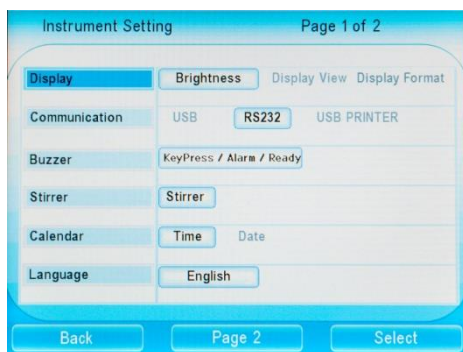 Instrument Setting Page 1 of 2
Display Brightness Display View Display Format
Communication USB RS232 USB PRINTER
Buzzer KeyPress / Alarm / Ready
Stirrer Stirrer
Calendar Time Date
Language English
Back Page 2 Select